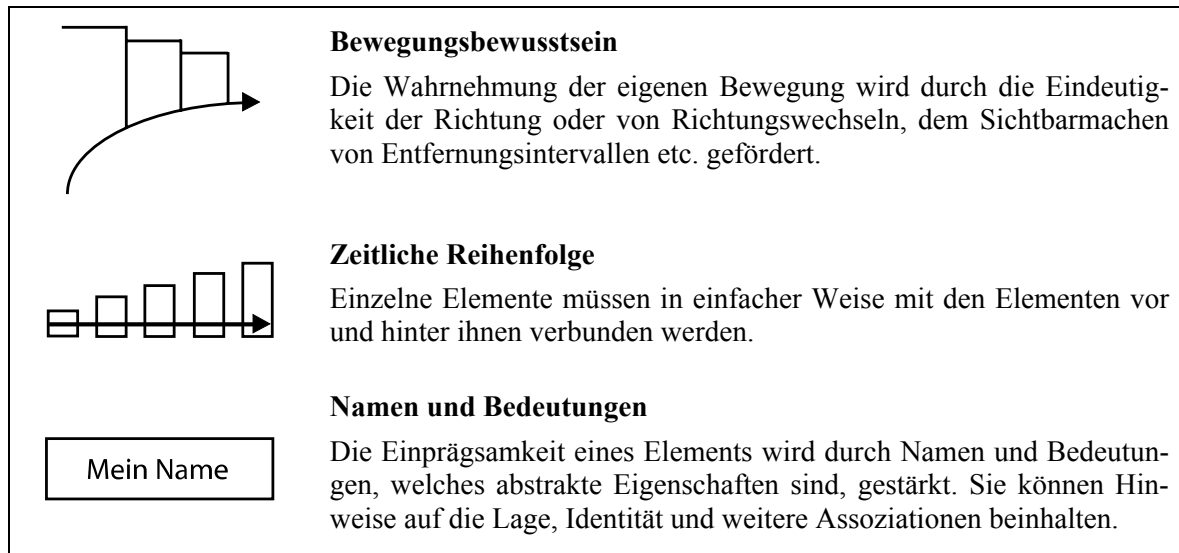 Bewegungsbewusstsein
Die Wahrnehmung der eigenen Bewegung wird durch die Eindeutig-
keit der Richtung oder von Richtungswechseln, dem Sichtbarmachen
von Entfernungsintervallen etc. gefördert.
Zeitliche Reihenfolge
Einzelne Elemente müssen in einfacher Weise mit den Elementen vor
und hinter ihnen verbunden werden.
Namen und Bedeutungen
Mein Name
Die Einprägsamkeit eines Elements wird durch Namen und Bedeutun-
gen, welches abstrakte Eigenschaften sind, gestärkt. Sie können Hin-
weise auf die Lage, Identität und weitere Assoziationen beinhalten.